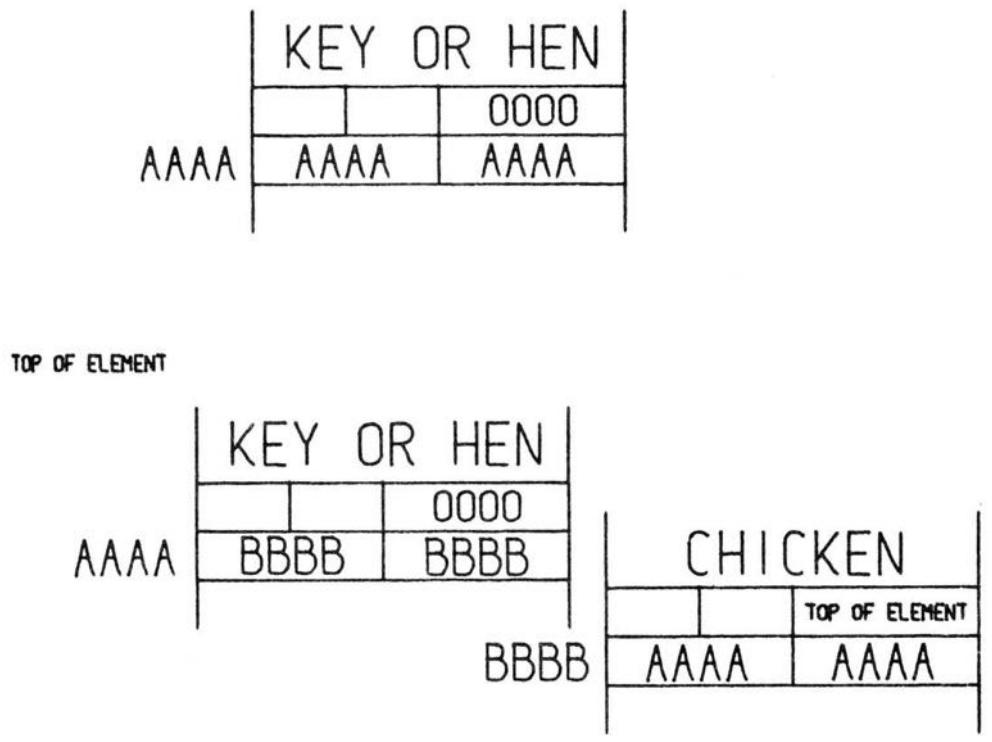 KEY OR HEN
0000
AAAA AAAA AAAA
TOP OF ELEMENT
KEY OR HEN
0000
AAAA BBBB BBBB
CHICKEN
TOP OF ELEMENT
BBBB AAAA AAAA